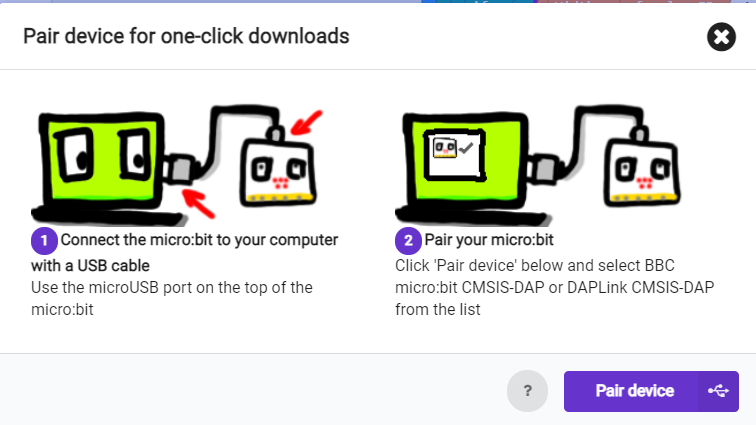 Pair device for one-click downloads
1 Connect the micro:bit to your computer
with a USB cable
Use the microUSB port on the top of the
micro:bit
2 Pair your micro:bit
Click 'Pair device' below and select BBC
micro:bit CMSIS-DAP or DAPLink CMSIS-DAP
from the list
?
Pair device